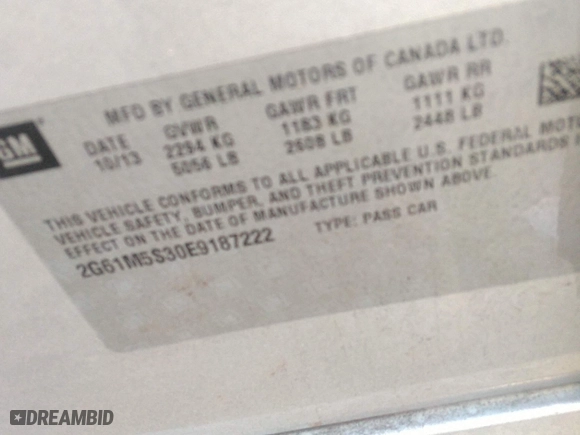 MFD BY GENERAL MOTORS OF CANADA LTD.
GM
DATE GVWR GAWR FRT GAWR RR
10/13 2294 KG 1183 KG 1111 KG
5056 LB 2608 LB 2448 LB
THIS VEHICLE CONFORMS TO ALL APPLICABLE U.S. FEDERAL
VEHICLE SAFETY, BUMPER, AND THEFT PREVENTION STANDARDS
EFFECT ON THE DATE OF MANUFACTURE SHOWN ABOVE.
2G61M5S30E9187222 TYPE: PASS CAR
DREAMBID